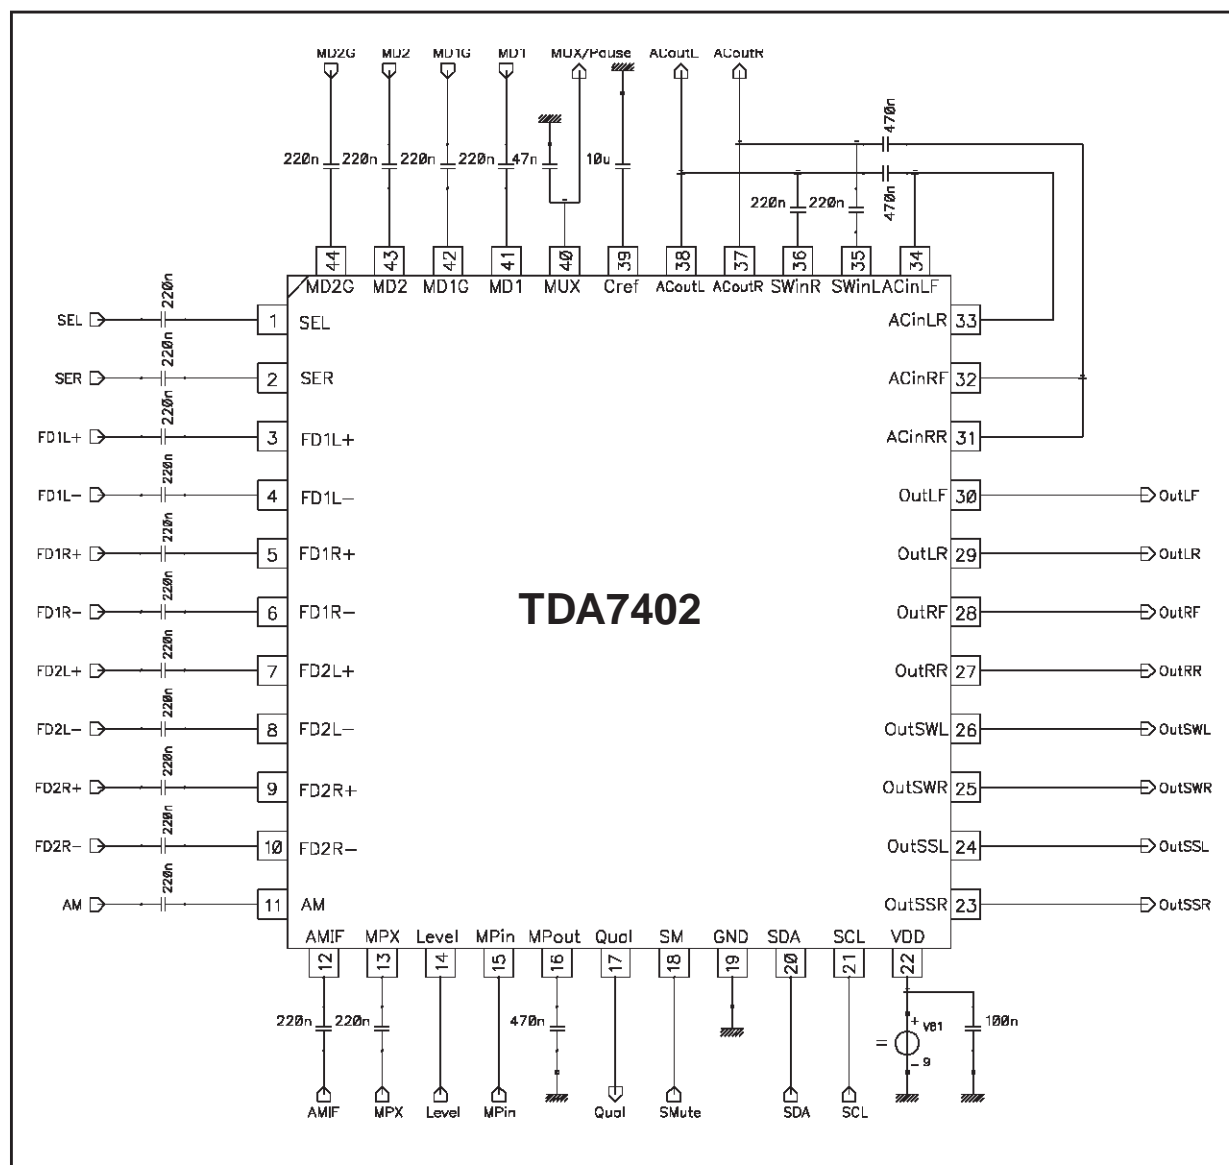 MD2G MD2 MD1G MD1 MUX/Pause ACoutL ACoutR
470n
220n 220n 220n 220n 47n 10u
220n 220n 470n
44 43 42 41 40 39 38 37 36 35 34
MD2G MD2 MD1G MD1 MUX Cref ACoutL ACoutR SWinR SWinL ACinLF
220n
SEL 1 SEL ACinLR 33
220n
SER 2 SER ACinRF 32
220n
FD1L+ 3 FD1L+ ACinRR 31
220n
FD1L- 4 FD1L- OutLF 30 OutLF
220n
FD1R+ 5 FD1R+ OutLR 29 OutLR
220n
FD1R- 6 FD1R- TDA7402 OutRF 28 OutRF
220n
FD2L+ 7 FD2L+ OutRR 27 OutRR
220n
FD2L- 8 FD2L- OutSWL 26 OutSWL
220n
FD2R+ 9 FD2R+ OutSWR 25 OutSWR
220n
FD2R- 10 FD2R- OutSSL 24 OutSSL
220n
AM 11 AM OutSSR 23 OutSSR
AMIF MPX Level MPin MPout Qual SM GND SDA SCL VDD
12 13 14 15 16 17 18 19 20 21 22
220n 220n 470n + VB1 100n
= - 9
AMIF MPX Level MPin Qual SMute SDA SCL